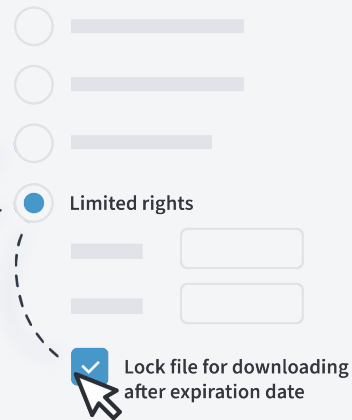 Limited rights
Lock file for downloading
after expiration date